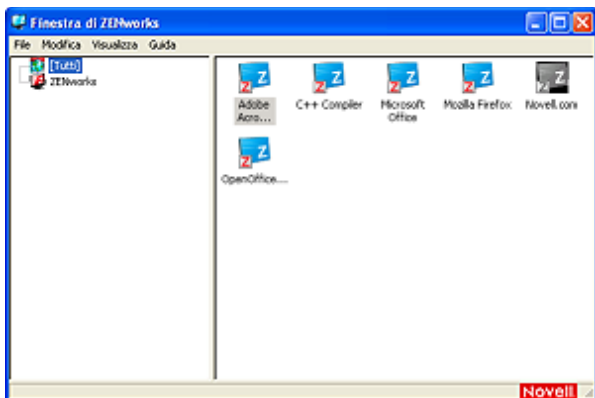 Finestra di ZENworks
File Modifica Visualizza Guida
[Tutti]
ZENworks
Adobe Acro...
C++ Compiler
Microsoft Office
Mozilla Firefox
Novell.com
OpenOffice....
Novell